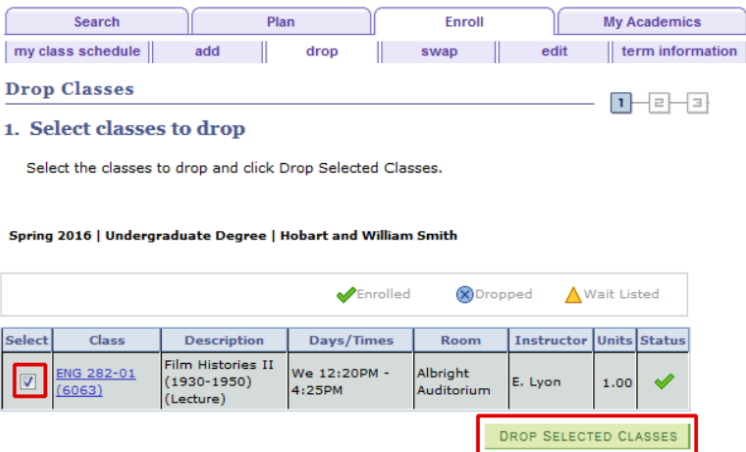 Search Plan Enroll My Academics
my class schedule add drop swap edit term information
Drop Classes
1 2 3
1. Select classes to drop
Select the classes to drop and click Drop Selected Classes.
Spring 2016 | Undergraduate Degree | Hobart and William Smith
Enrolled Dropped Wait Listed
Select Class Description Days/Times Room Instructor Units Status
ENG 282-01 (6063) Film Histories II (1930-1950) (Lecture) We 12:20PM - 4:25PM Albright Auditorium E. Lyon 1.00
DROP SELECTED CLASSES